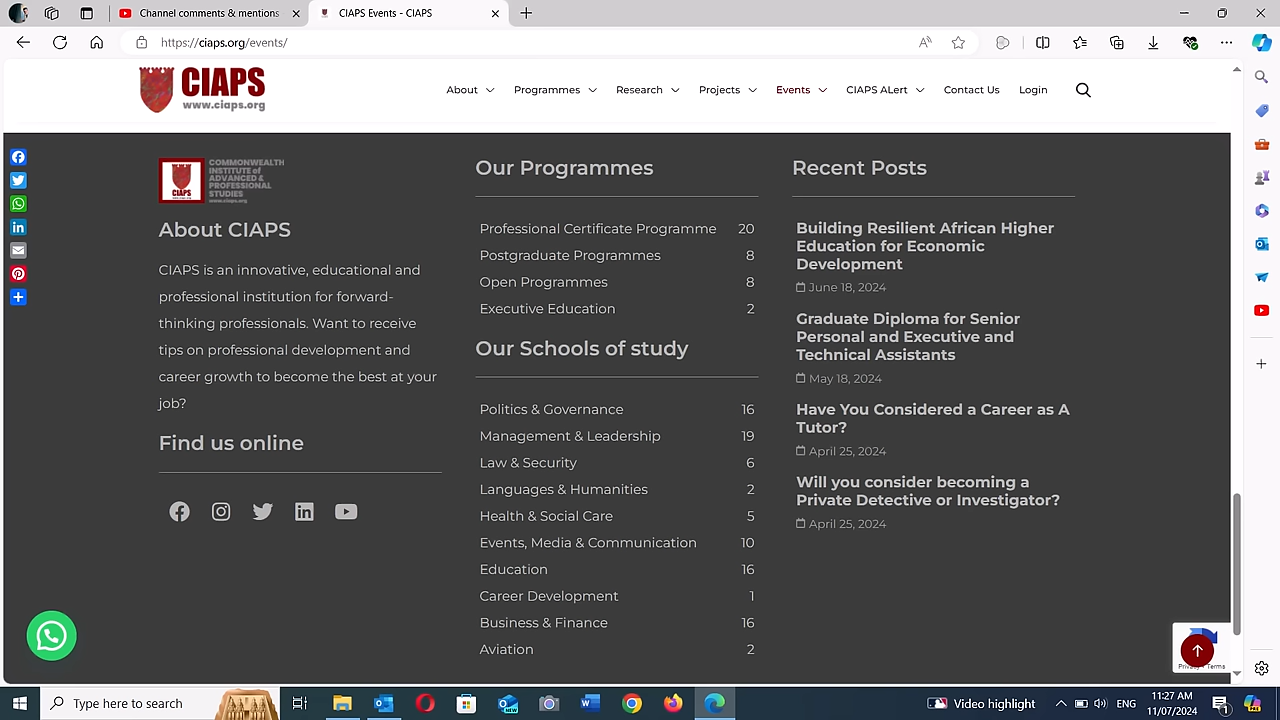 Channel comments & mentions
CIAPS Events - CIAPS
https://ciaps.org/events/
CIAPS
www.ciaps.org
About
Programmes
Research
Projects
Events
CIAPS ALert
Contact Us
Login
CIAPS
COMMONWEALTH
INSTITUTE of
ADVANCED &
PROFESSIONAL
STUDIES
www.ciaps.org
About CIAPS
CIAPS is an innovative, educational and
professional institution for forward-
thinking professionals. Want to receive
tips on professional development and
career growth to become the best at your
job?
Find us online
Our Programmes
Professional Certificate Programme 20
Postgraduate Programmes 8
Open Programmes 8
Executive Education 2
Our Schools of study
Politics & Governance 16
Management & Leadership 19
Law & Security 6
Languages & Humanities 2
Health & Social Care 5
Events, Media & Communication 10
Education 16
Career Development 1
Business & Finance 16
Aviation 2
Recent Posts
Building Resilient African Higher
Education for Economic
Development
June 18, 2024
Graduate Diploma for Senior
Personal and Executive and
Technical Assistants
May 18, 2024
Have You Considered a Career as A
Tutor?
April 25, 2024
Will you consider becoming a
Private Detective or Investigator?
April 25, 2024
Privacy - Terms
Type here to search
Video highlight
ENG
11:27 AM
11/07/2024